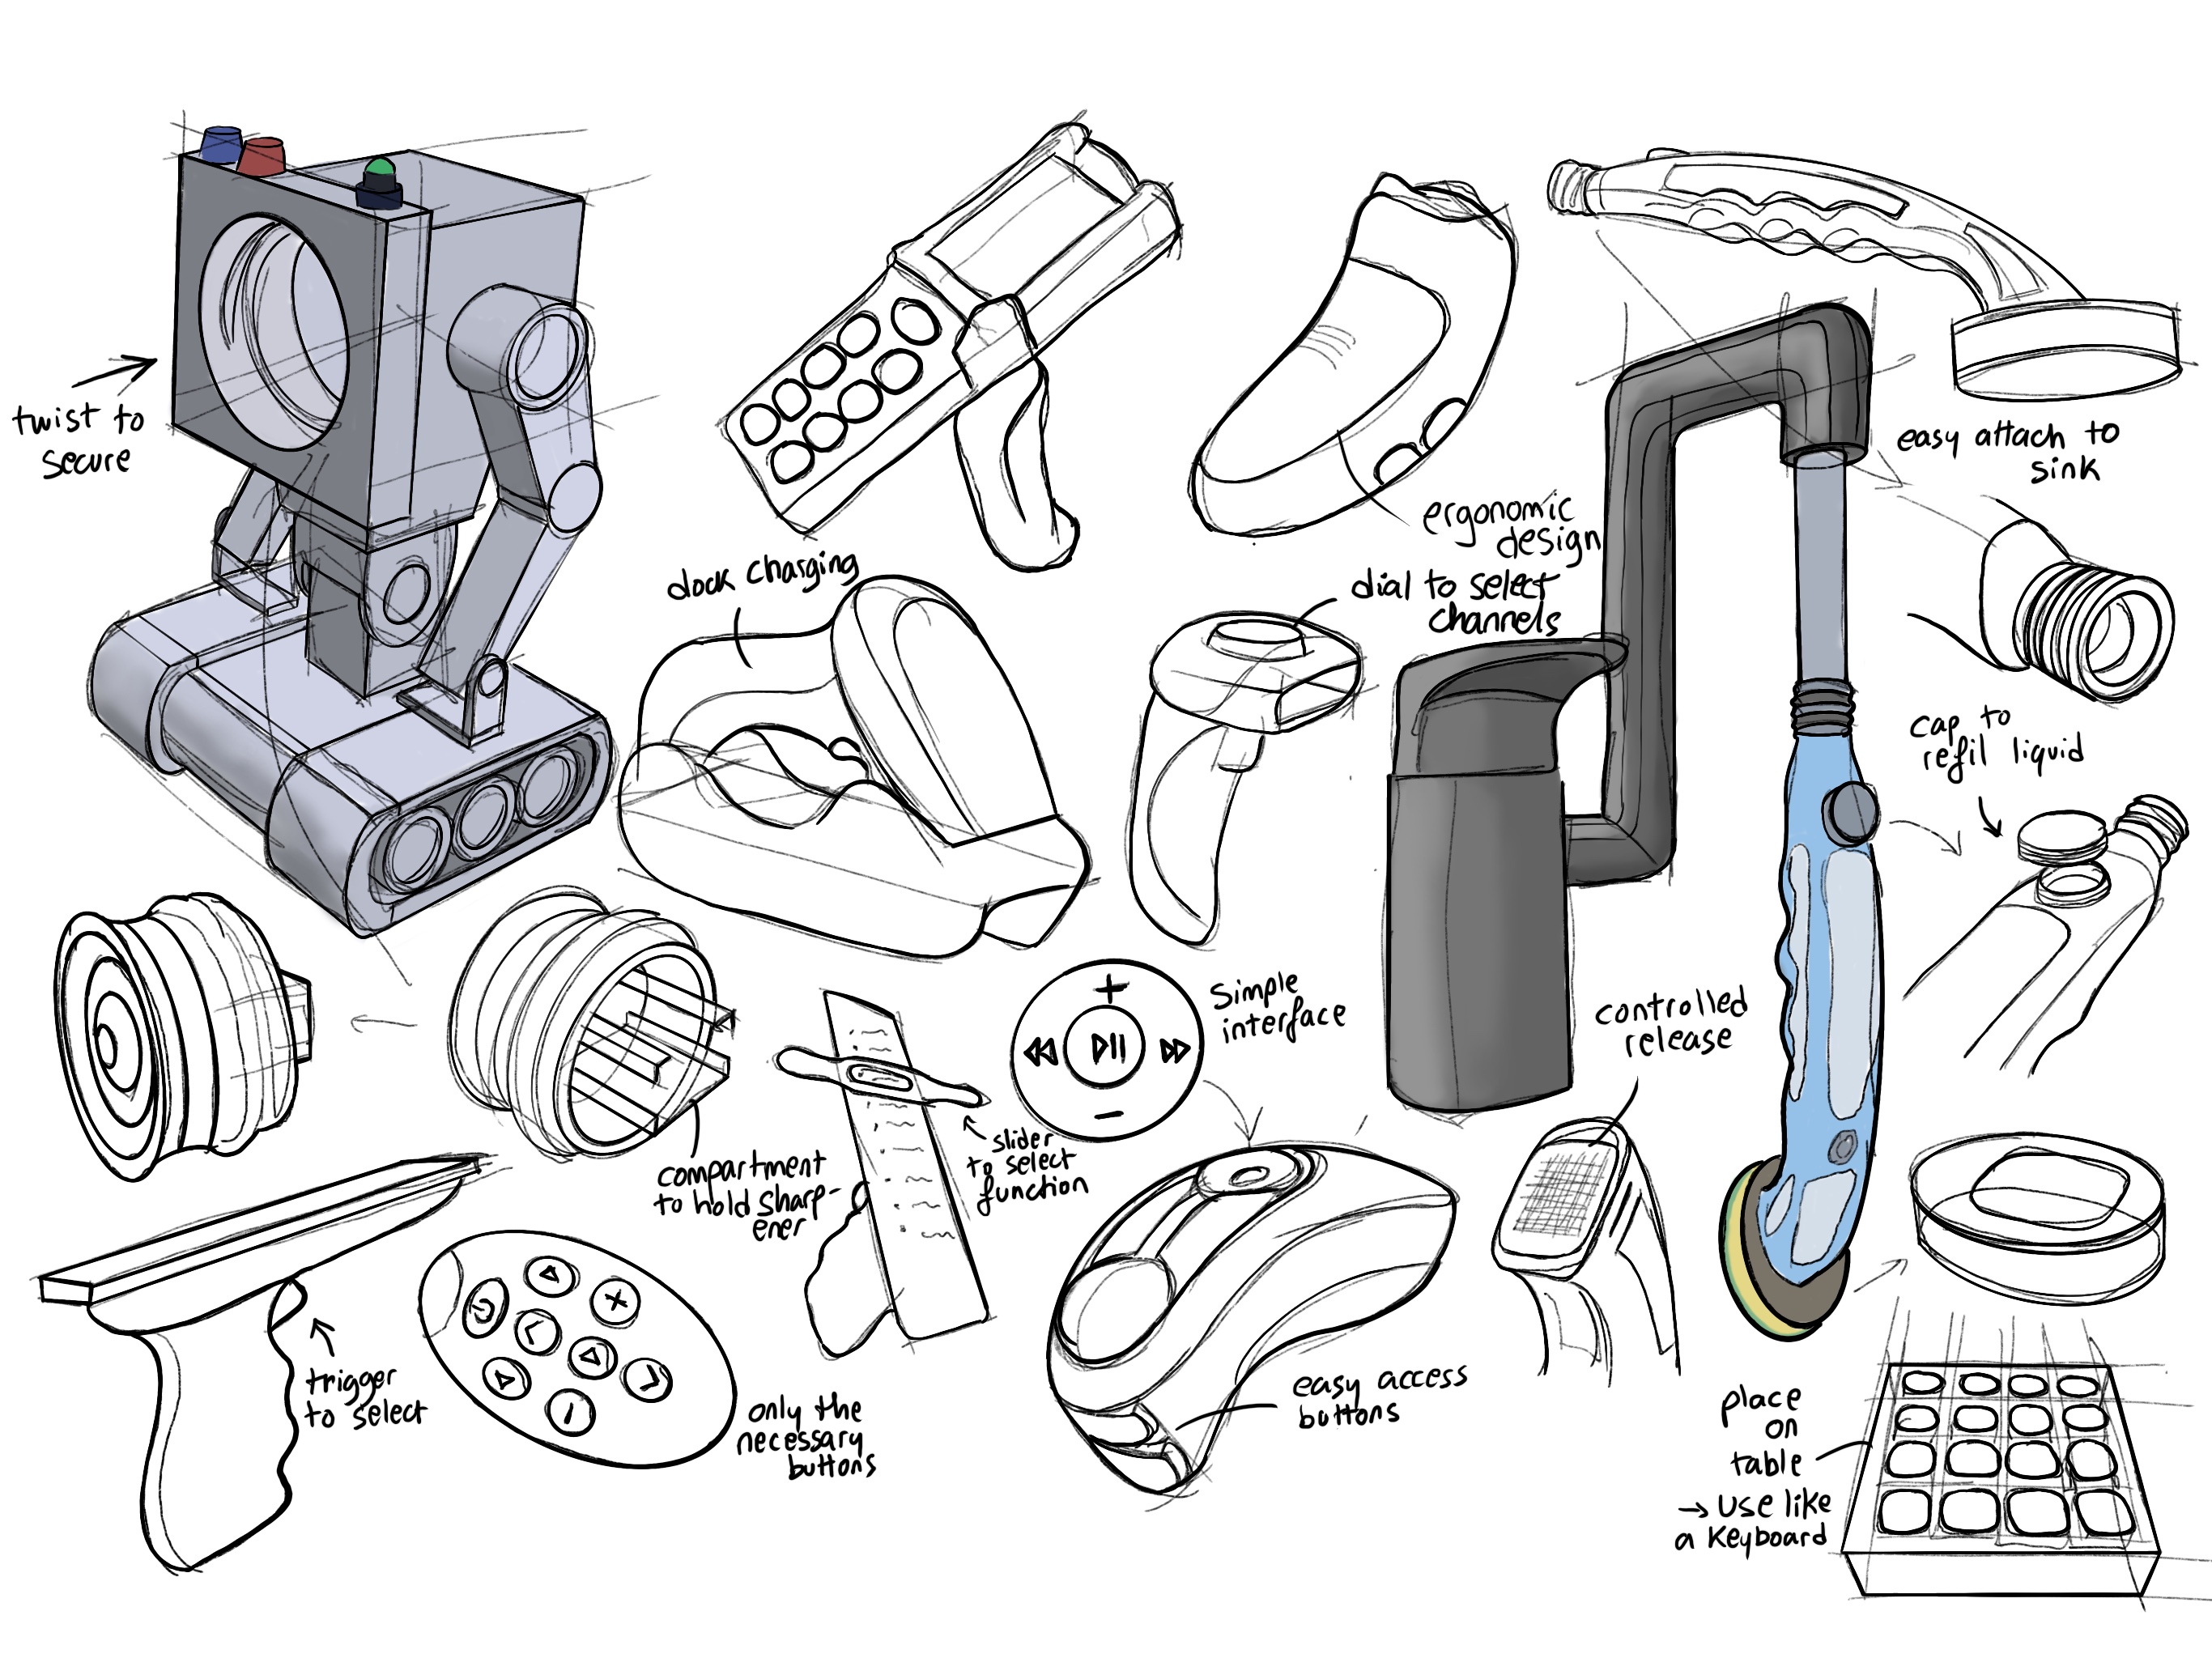 twist to
secure
easy attach to
sink
ergonomic
design
dock charging
dial to select
channels
cap to
refil liquid
Simple
interface
controlled
release
slider
to select
function
compartment
to hold sharp-
ener
trigger
to select
only the
necessary
buttons
easy access
buttons
place
on
table
→ use like
a keyboard